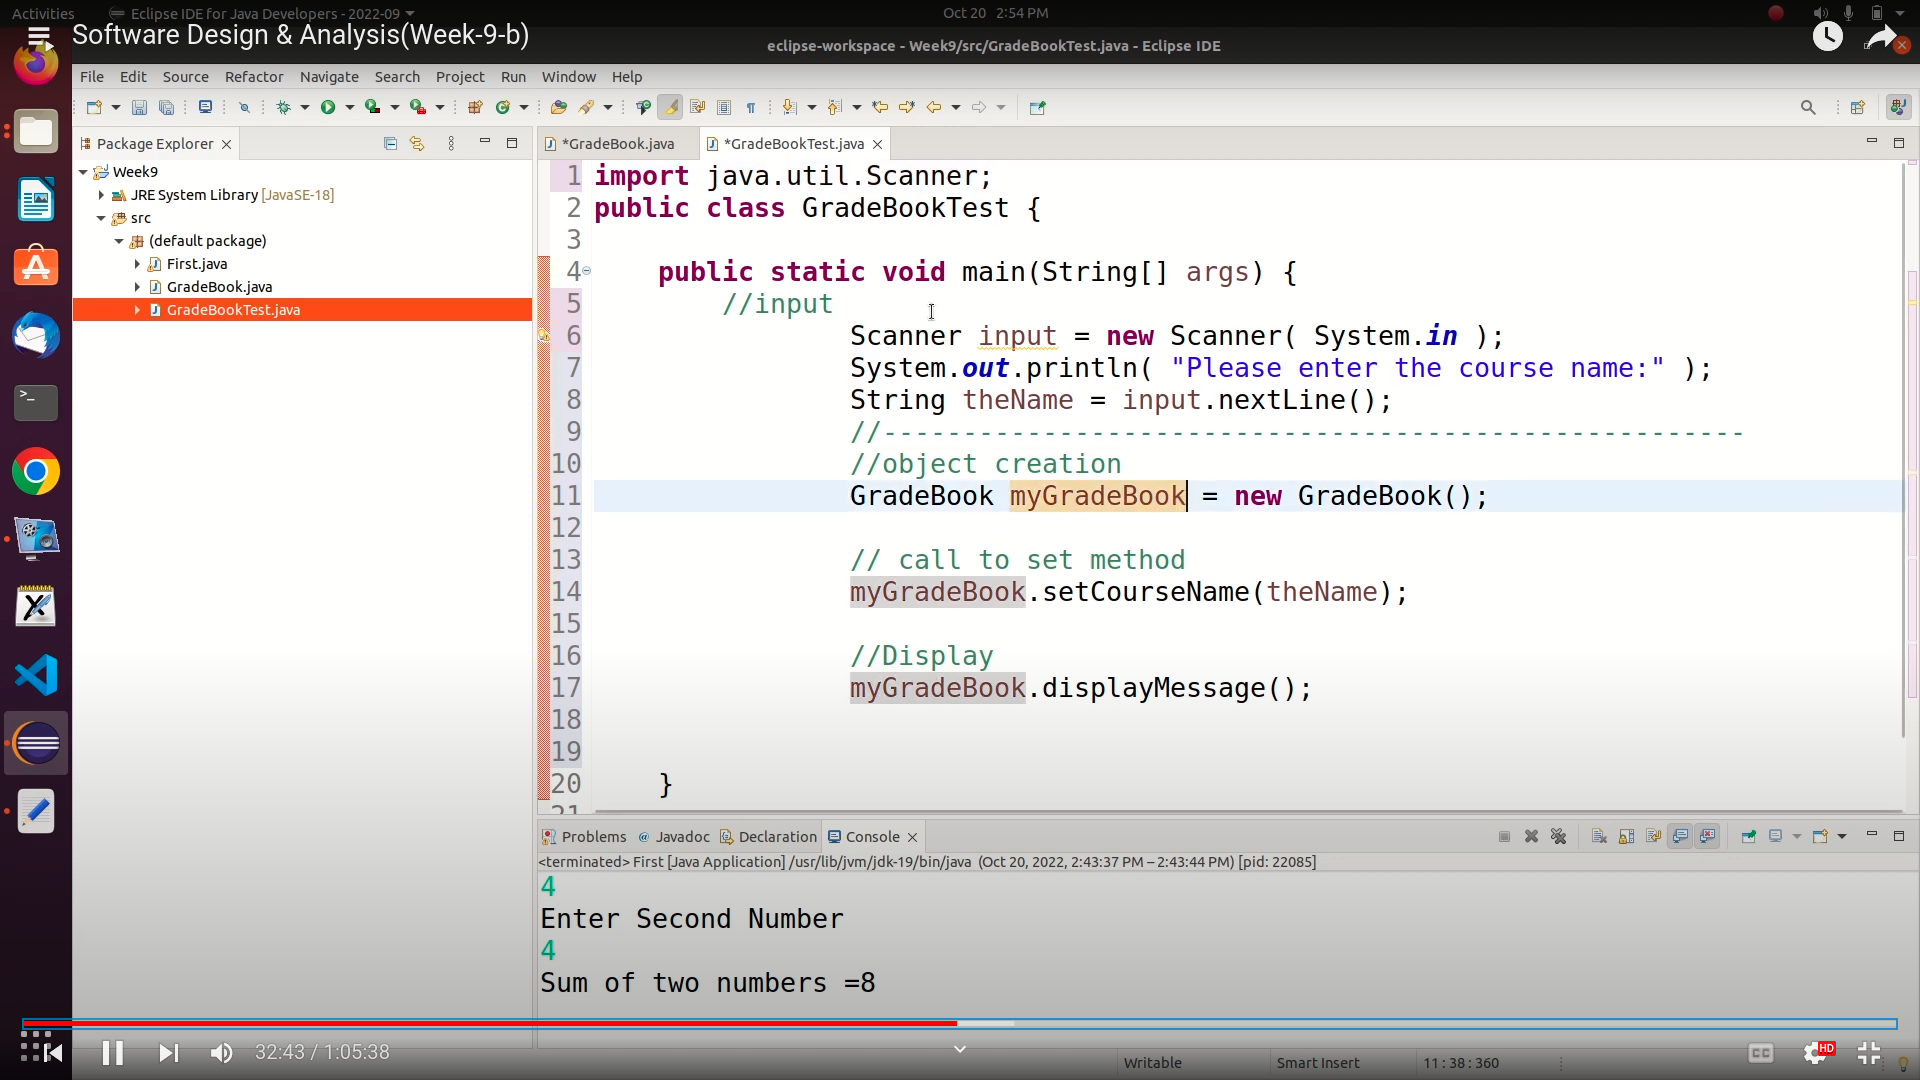 Activities
Eclipse IDE for Java Developers - 2022-09
Oct 20 2:54 PM
Software Design & Analysis(Week-9-b)
eclipse-workspace - Week9/src/GradeBookTest.java - Eclipse IDE
File Edit Source Refactor Navigate Search Project Run Window Help
Package Explorer
*GradeBook.java
*GradeBookTest.java
Week9
JRE System Library [JavaSE-18]
src
(default package)
First.java
GradeBook.java
GradeBookTest.java
1 import java.util.Scanner;
2 public class GradeBookTest {
3
4 public static void main(String[] args) {
5 //input
6 Scanner input = new Scanner( System.in );
7 System.out.println( "Please enter the course name:" );
8 String theName = input.nextLine();
9 //------------------------------------------------------
10 //object creation
11 GradeBook myGradeBook = new GradeBook();
12
13 // call to set method
14 myGradeBook.setCourseName(theName);
15
16 //Display
17 myGradeBook.displayMessage();
18
19
20 }
21
Problems
Javadoc
Declaration
Console
<terminated> First [Java Application] /usr/lib/jvm/jdk-19/bin/java (Oct 20, 2022, 2:43:37 PM – 2:43:44 PM) [pid: 22085]
4
Enter Second Number
4
Sum of two numbers =8
32:43 / 1:05:38
CC
HD
Writable
Smart Insert
11 : 38 : 360